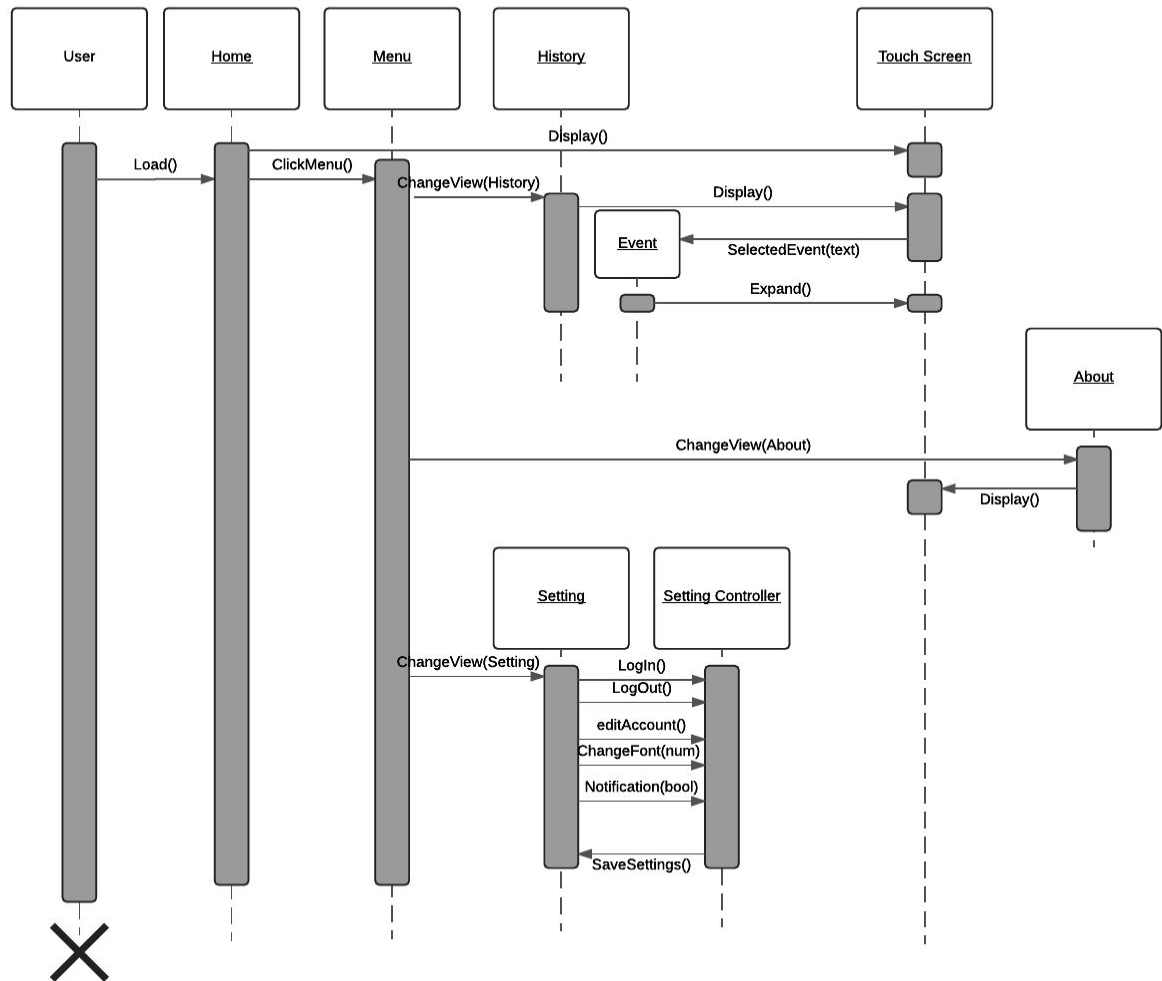 User
Home
Menu
History
Touch Screen
Display()
Load()
ClickMenu()
ChangeView(History)
Display()
Event
SelectedEvent(text)
Expand()
About
ChangeView(About)
Display()
Setting
Setting Controller
ChangeView(Setting)
LogIn()
LogOut()
editAccount()
ChangeFont(num)
Notification(bool)
SaveSettings()